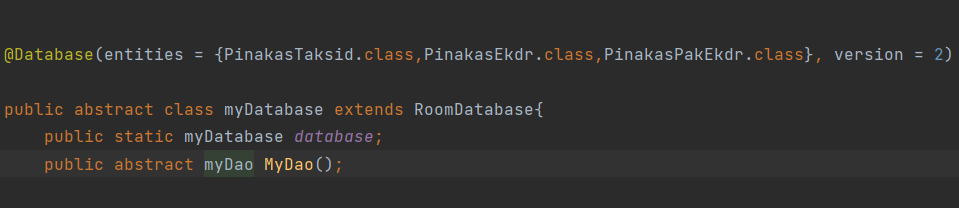 @Database(entities = {PinakasTaksid.class,PinakasEkdr.class,PinakasPakEkdr.class}, version = 2)
public abstract class myDatabase extends RoomDatabase{
public static myDatabase database;
public abstract myDao MyDao();